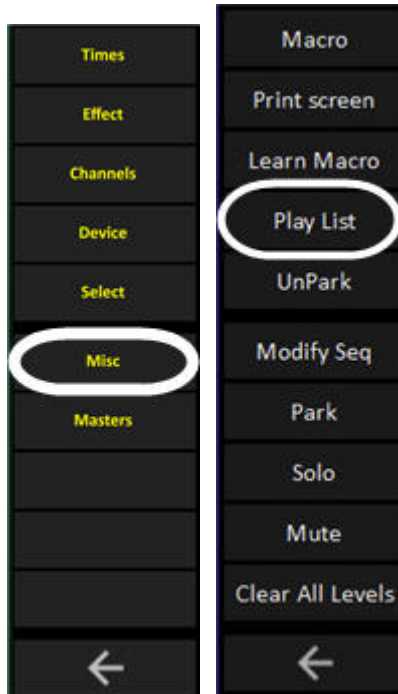 Times
Effect
Channels
Device
Select
Misc
Masters
Macro
Print screen
Learn Macro
Play List
UnPark
Modify Seq
Park
Solo
Mute
Clear All Levels